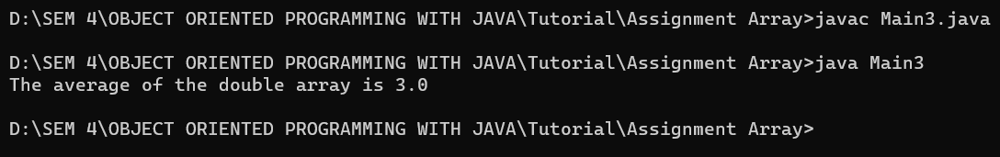 D:\SEM 4\OBJECT ORIENTED PROGRAMMING WITH JAVA\Tutorial\Assignment Array>javac Main3.java
D:\SEM 4\OBJECT ORIENTED PROGRAMMING WITH JAVA\Tutorial\Assignment Array>java Main3
The average of the double array is 3.0
D:\SEM 4\OBJECT ORIENTED PROGRAMMING WITH JAVA\Tutorial\Assignment Array>